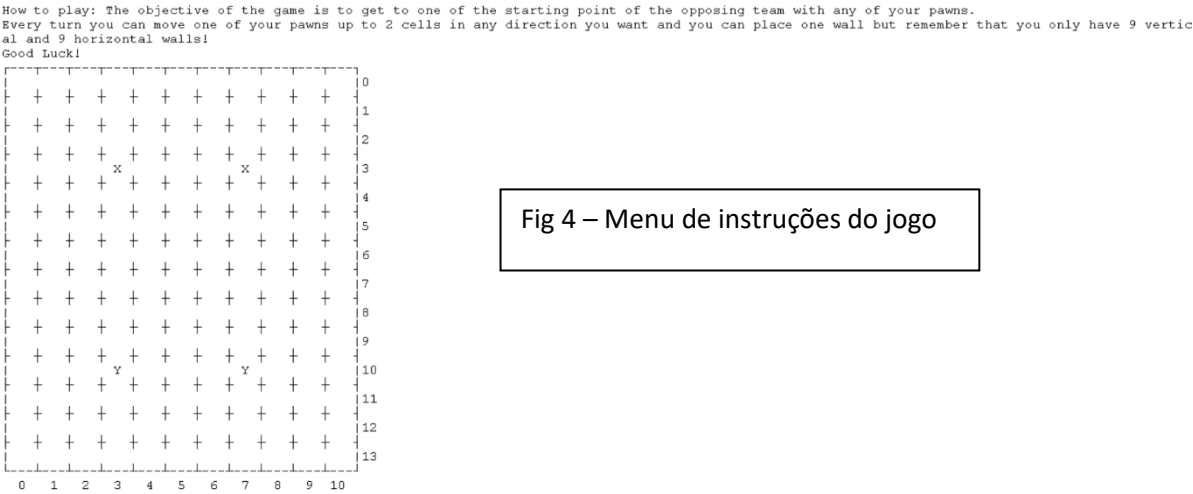 How to play: The objective of the game is to get to one of the starting point of the opposing team with any of your pawns.
Every turn you can move one of your pawns up to 2 cells in any direction you want and you can place one wall but remember that you only have 9 vertic
al and 9 horizontal walls!
Good Luck!
0
1
2
X X 3
4
5
6
7
8
9
Y Y 10
11
12
13
0 1 2 3 4 5 6 7 8 9 10
Fig 4 – Menu de instruções do jogo